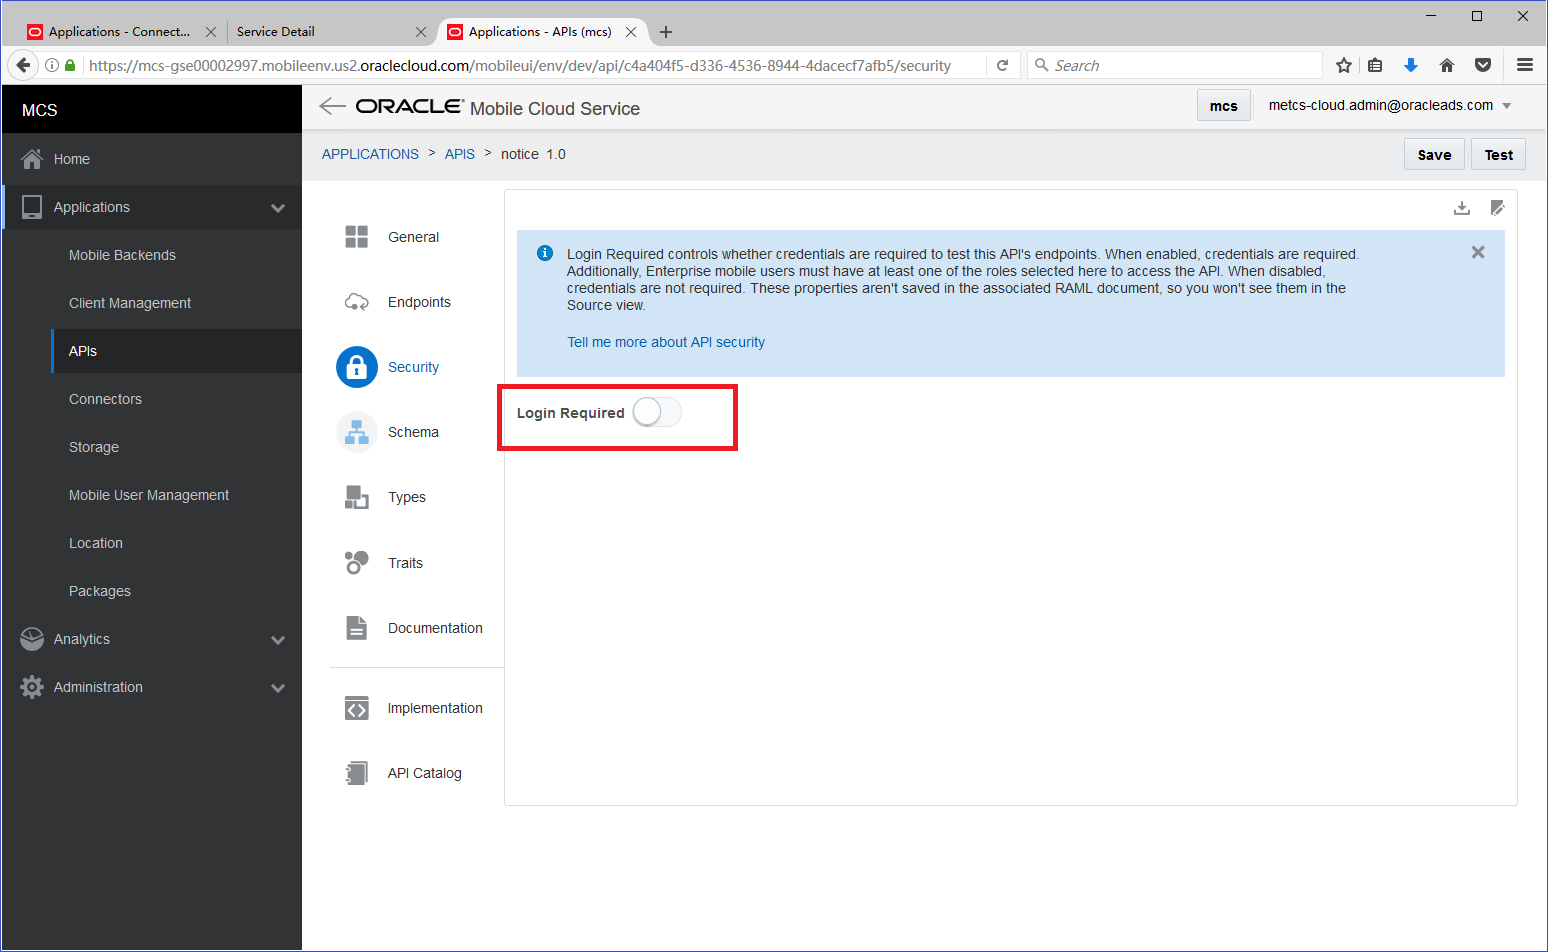 Applications - Connect...
Service Detail
Applications - APIs (mcs)
https://mcs-gse00002997.mobileenv.us2.oraclecloud.com/mobileui/env/dev/api/c4a404f5-d336-4536-8944-4dacecf7afb5/security
Search
MCS
ORACLE Mobile Cloud Service
mcs
metcs-cloud.admin@oracleads.com
APPLICATIONS > APIS > notice 1.0
Save
Test
Home
Applications
Mobile Backends
Client Management
APIs
Connectors
Storage
Mobile User Management
Location
Packages
Analytics
Administration
General
Endpoints
Security
Schema
Types
Traits
Documentation
Implementation
API Catalog
Login Required controls whether credentials are required to test this API's endpoints. When enabled, credentials are required.
Additionally, Enterprise mobile users must have at least one of the roles selected here to access the API. When disabled,
credentials are not required. These properties aren't saved in the associated RAML document, so you won't see them in the
Source view.
Tell me more about API security
Login Required